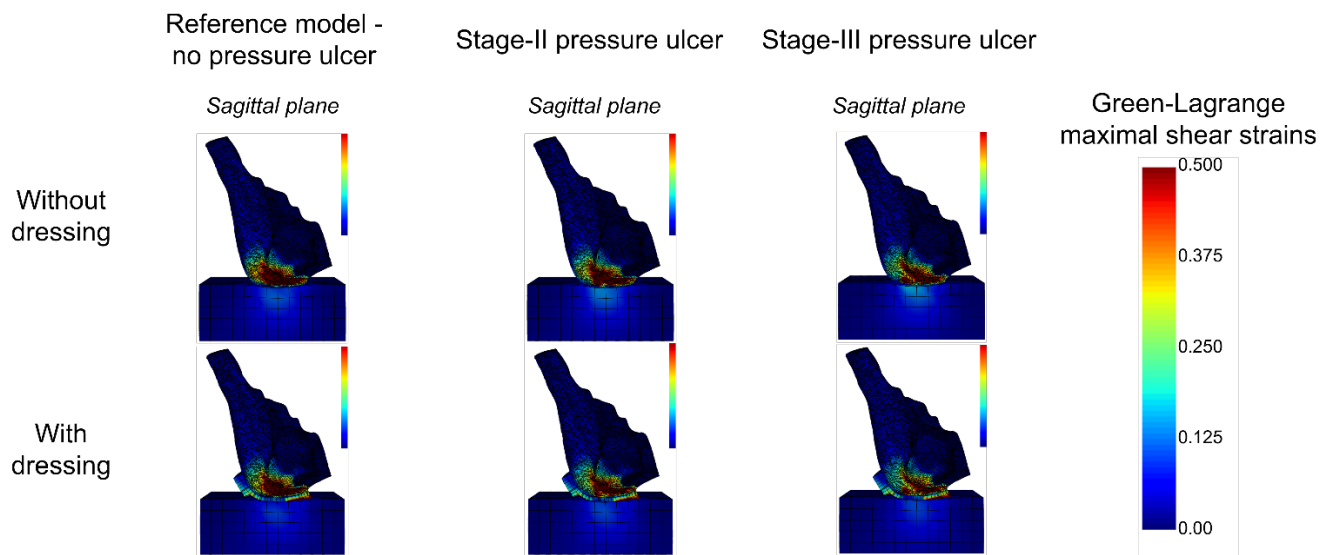 Reference model -
no pressure ulcer
Stage-II pressure ulcer
Stage-III pressure ulcer
Sagittal plane
Sagittal plane
Sagittal plane
Green-Lagrange
maximal shear strains
Without
dressing
With
dressing
0.500
0.375
0.250
0.125
0.00